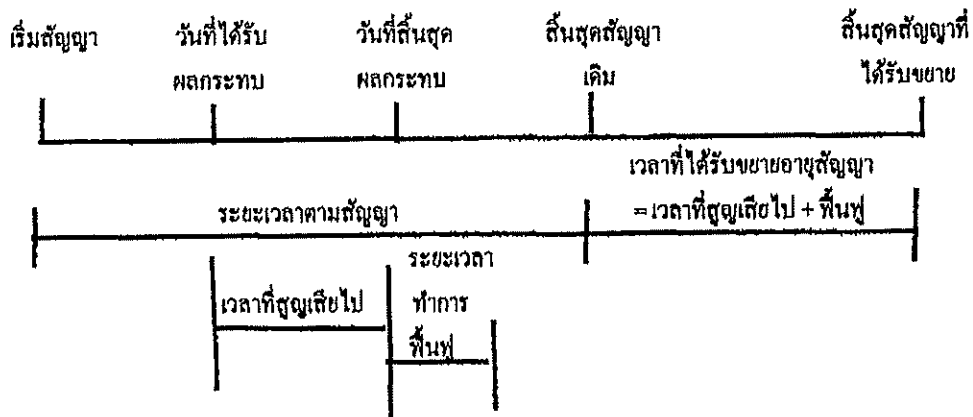 เริ่มสัญญา
วันที่ได้รับ
ผลกระทบ
วันที่สิ้นสุด
ผลกระทบ
สิ้นสุดสัญญา
เดิม
สิ้นสุดสัญญาที่
ได้รับขยาย
เวลาที่ได้รับขยายอายุสัญญา
=เวลาที่สูญเสียไป + ฟื้นฟู
ระยะเวลาตามสัญญา
เวลาที่สูญเสียไป
ระยะเวลา
ทำการ
ฟื้นฟู